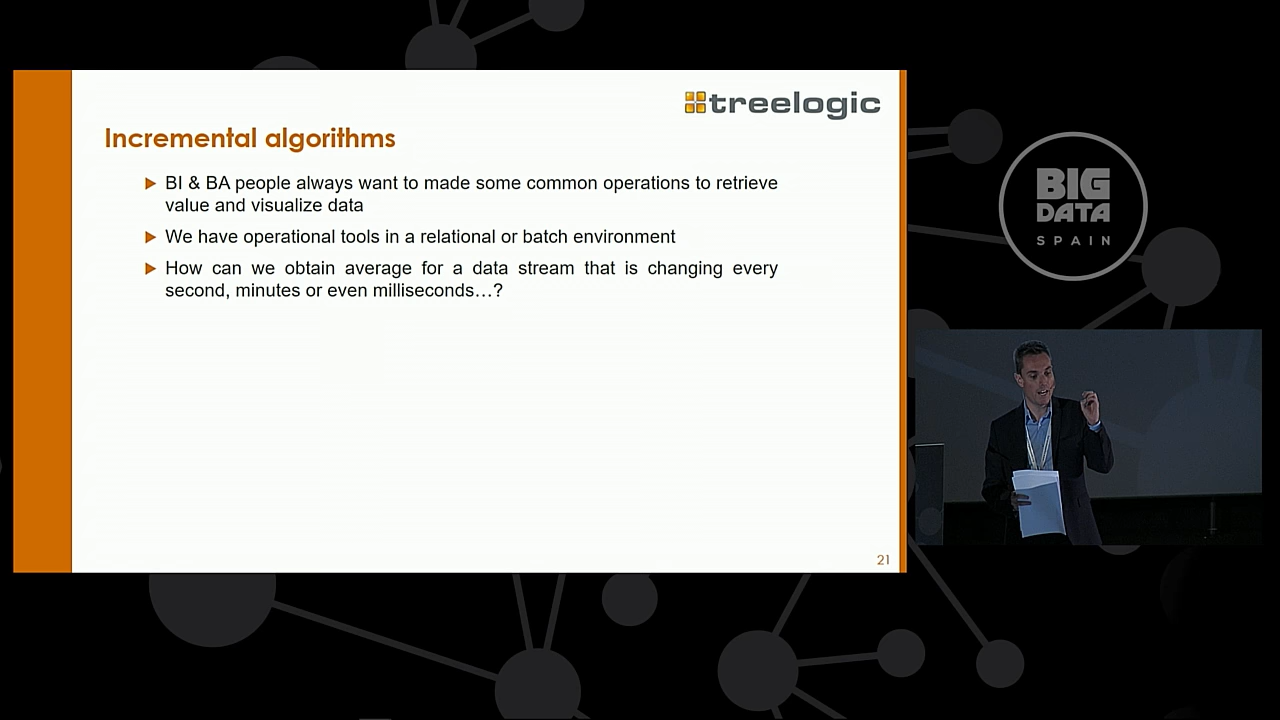 treelogic
Incremental algorithms
BI & BA people always want to made some common operations to retrieve
value and visualize data
We have operational tools in a relational or batch environment
How can we obtain average for a data stream that is changing every
second, minutes or even milliseconds…?
21
BIG
DATA
SPAIN